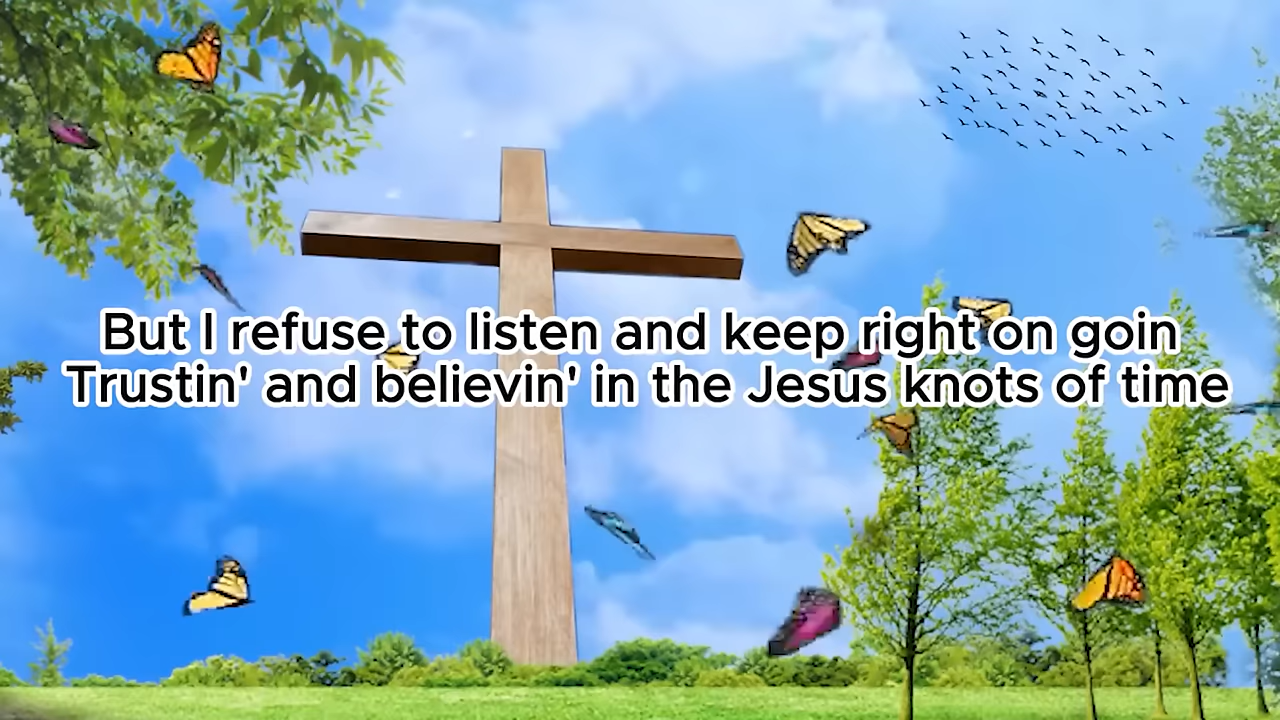 But I refuse to listen and keep right on goin
Trustin' and believin' in the Jesus knots of time